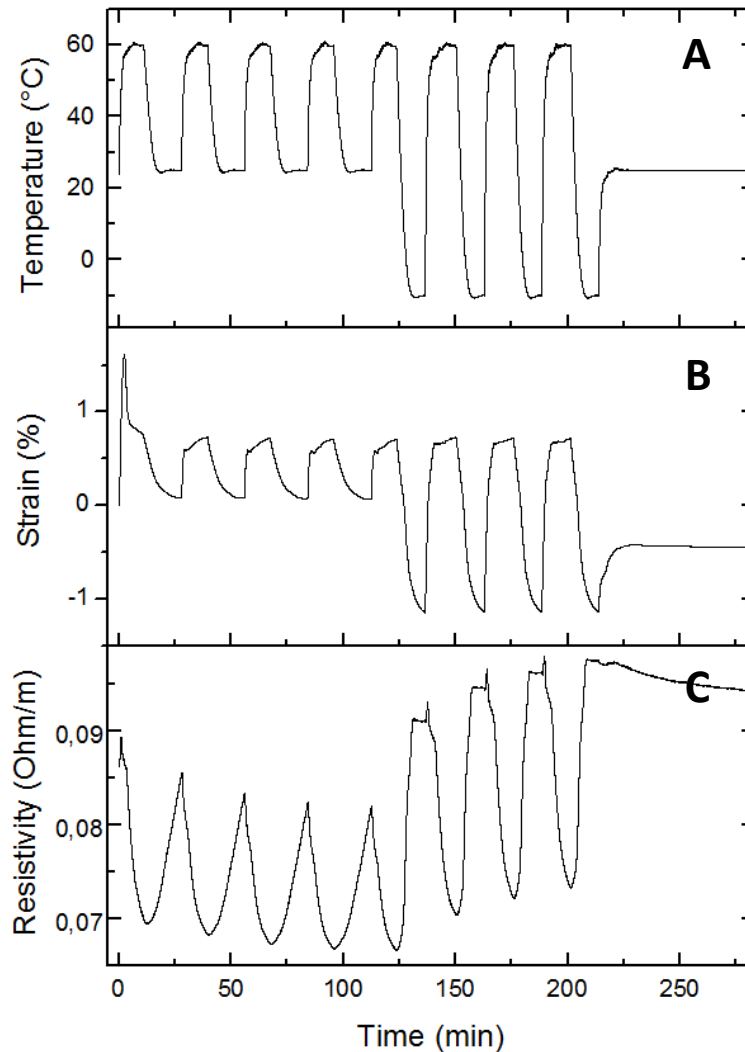 A
Temperature (°C)
60
40
20
0
B
Strain (%)
1
0
-1
C
Resistivity (Ohm/m)
0,09
0,08
0,07
0 50 100 150 200 250
Time (min)